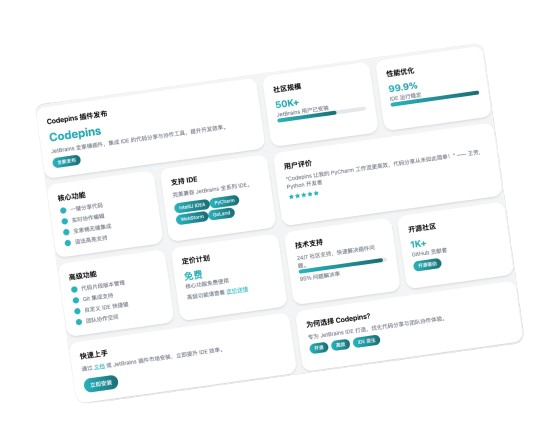 Codepins 插件发布
Codepins
JetBrains 全家桶插件，集成 IDE 的代码分享与协作工具，提升开发效率。
全新发布
社区规模
50K+
JetBrains 用户已安装
性能优化
99.9%
IDE 运行稳定
核心功能
一键分享代码
实时协作编辑
全家桶无缝集成
语法高亮支持
支持 IDE
完美兼容 JetBrains 全系列 IDE。
IntelliJ IDEA
PyCharm
WebStorm
GoLand
用户评价
"Codepins 让我的 PyCharm 工作流更高效，代码分享从未如此简单！" —— 王亮,
Python 开发者
★★★★★
高级功能
代码片段版本管理
Git 集成支持
自定义 IDE 快捷键
团队协作空间
定价计划
免费
核心功能免费使用
高级功能请查看 定价详情
技术支持
24/7 社区支持，快速解决插件问
题。
95% 问题解决率
开源社区
1K+
GitHub 贡献者
开源驱动
快速上手
通过 文档 或 JetBrains 插件市场安装，立即提升 IDE 效率。
立即安装
为何选择 Codepins?
专为 JetBrains IDE 打造，优化代码分享与团队协作体验。
开源
高效
IDE 原生